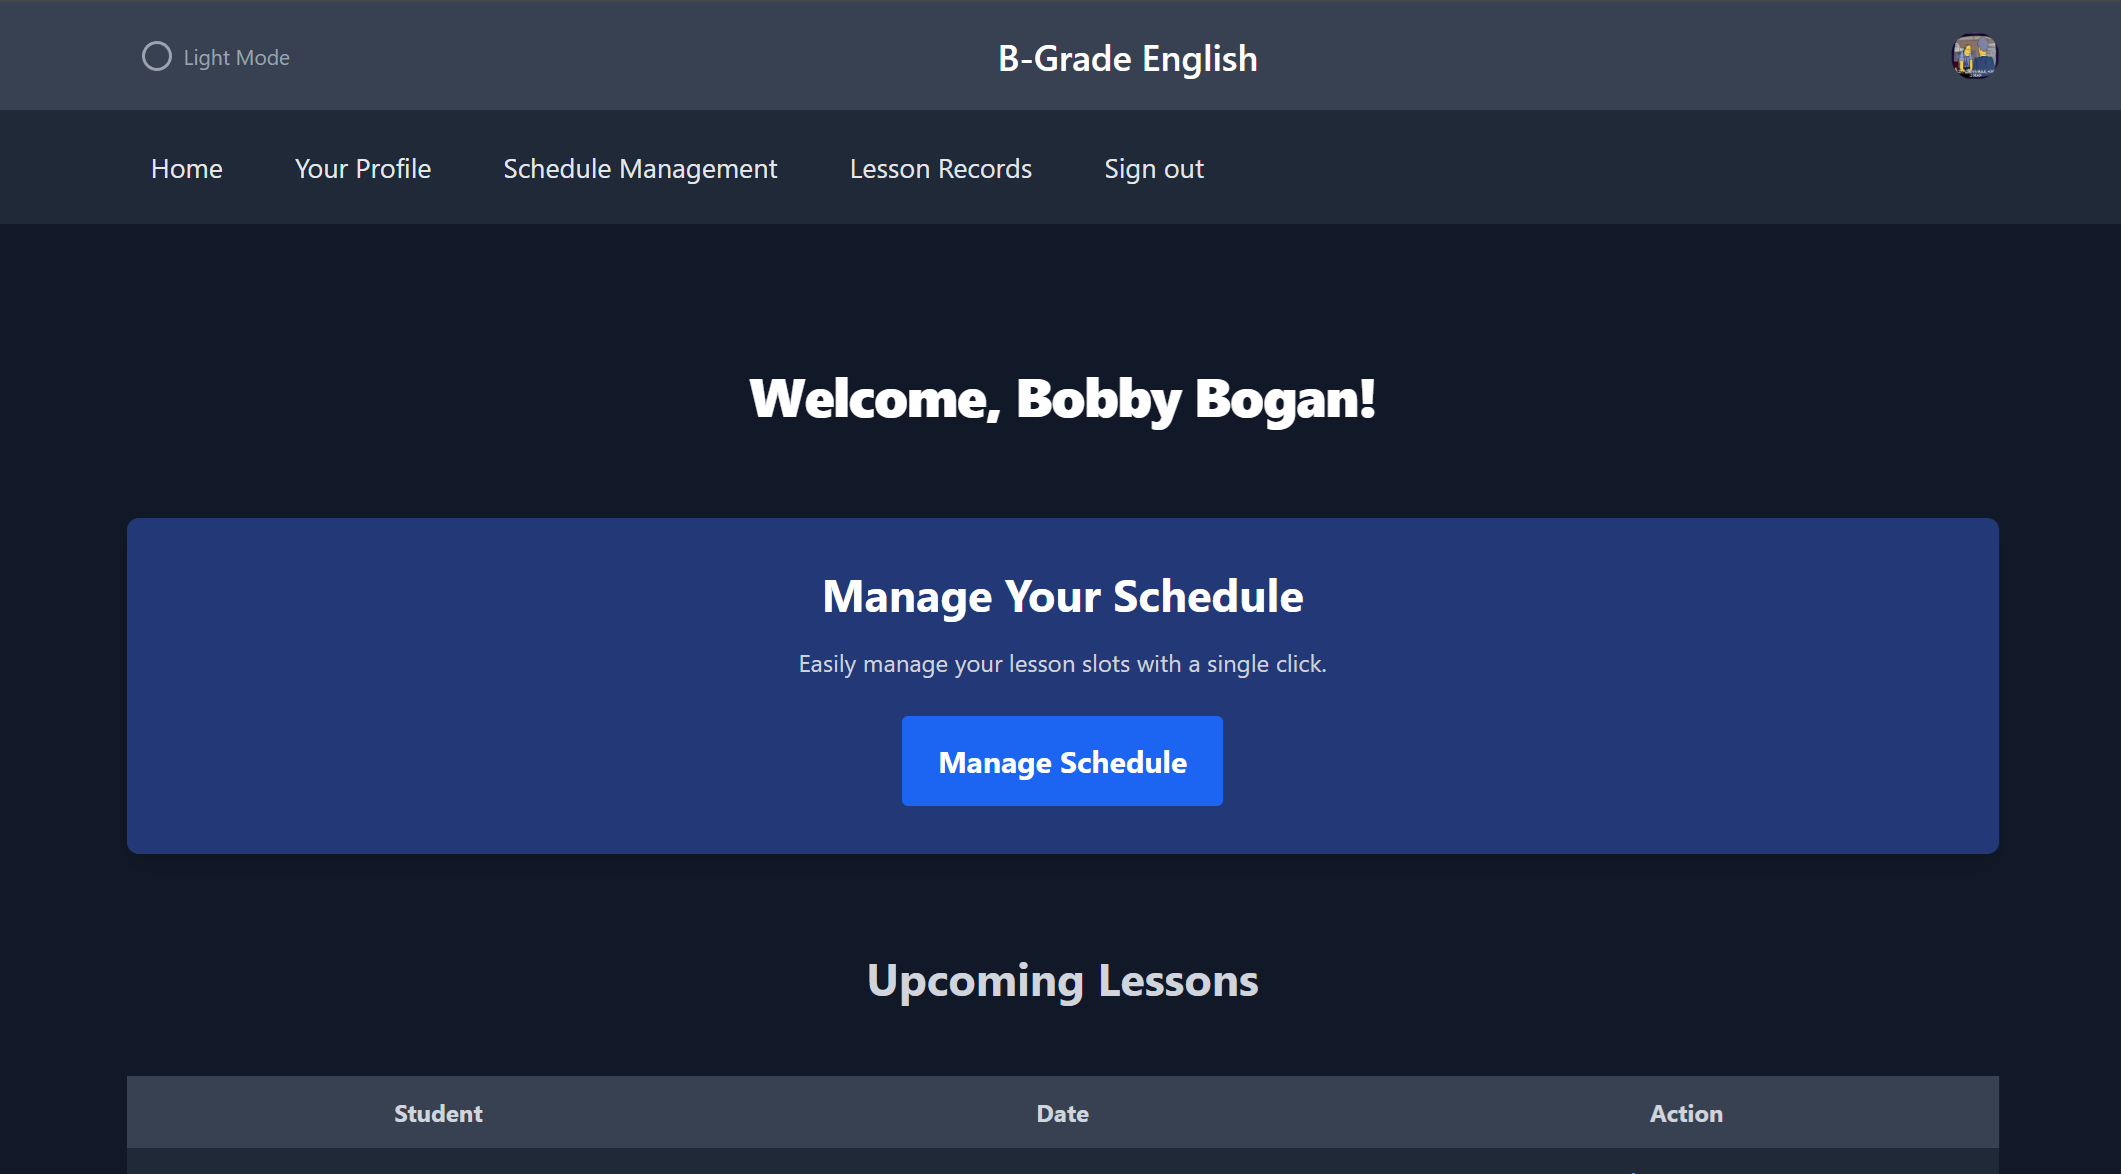 Light Mode
B-Grade English
Home
Your Profile
Schedule Management
Lesson Records
Sign out
Welcome, Bobby Bogan!
Manage Your Schedule
Easily manage your lesson slots with a single click.
Manage Schedule
Upcoming Lessons
Student
Date
Action